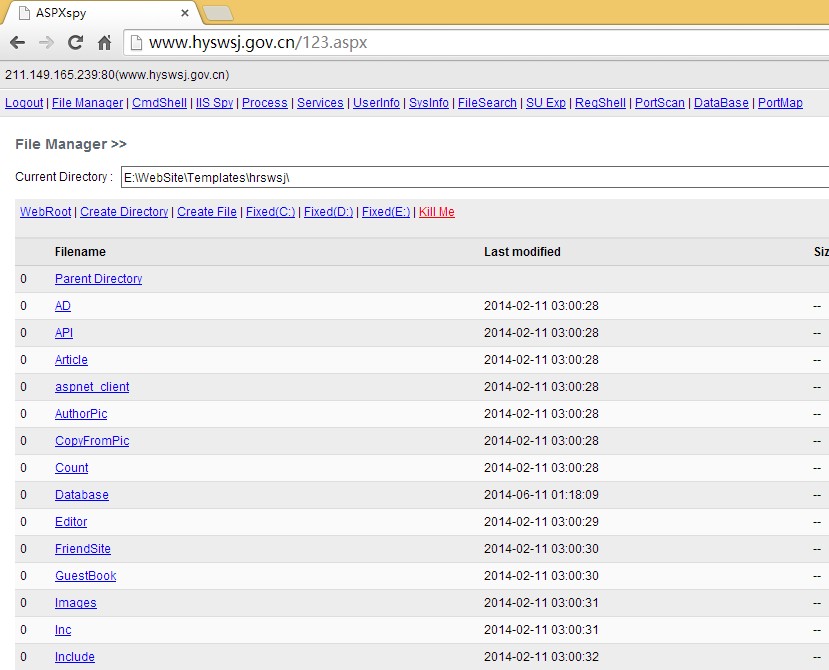 ASPXspy
www.hyswsj.gov.cn/123.aspx
211.149.165.239:80(www.hyswsj.gov.cn)
Logout | File Manager | CmdShell | IIS Spy | Process | Services | UserInfo | SysInfo | FileSearch | SU Exp | RegShell | PortScan | DataBase | PortMap
File Manager >>
Current Directory : E:\WebSite\Templates\hrswsj\
WebRoot | Create Directory | Create File | Fixed(C:) | Fixed(D:) | Fixed(E:) | Kill Me
Filename Last modified Siz
0 Parent Directory
0 AD 2014-02-11 03:00:28 --
0 API 2014-02-11 03:00:28 --
0 Article 2014-02-11 03:00:28 --
0 aspnet_client 2014-02-11 03:00:28 --
0 AuthorPic 2014-02-11 03:00:28 --
0 CopyFromPic 2014-02-11 03:00:28 --
0 Count 2014-02-11 03:00:28 --
0 Database 2014-06-11 01:18:09 --
0 Editor 2014-02-11 03:00:29 --
0 FriendSite 2014-02-11 03:00:30 --
0 GuestBook 2014-02-11 03:00:30 --
0 Images 2014-02-11 03:00:31 --
0 Inc 2014-02-11 03:00:31 --
0 Include 2014-02-11 03:00:32 --